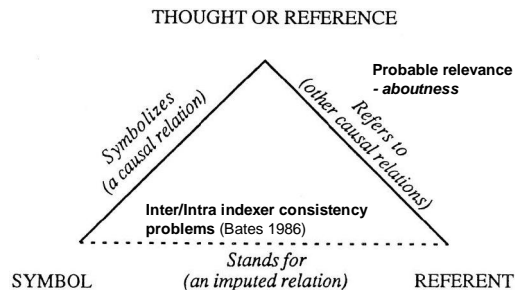 THOUGHT OR REFERENCE
Probable relevance
- aboutness
Symbolizes
(a causal relation)
Refers to
(other causal relations)
Inter/Intra indexer consistency
problems (Bates 1986)
Stands for
SYMBOL (an imputed relation) REFERENT